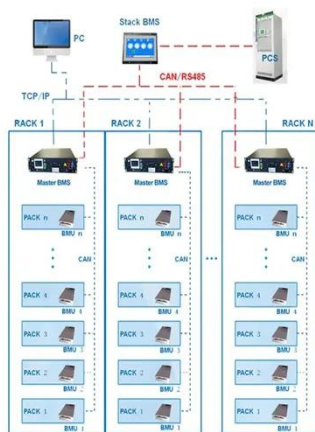 PC
Stack BMS
PCS
CAN/RS485
TCP/IP
RACK 1
RACK 2
RACK N
Master BMS
Master BMS
Master BMS
PACK n
BMU n
PACK n
BMU n
PACK n
BMU n
CAN
CAN
...
CAN
PACK 4
BMU 4
PACK 4
BMU 4
PACK 4
BMU 4
PACK 3
BMU 3
PACK 3
BMU 3
PACK 3
BMU 3
PACK 2
BMU 2
PACK 2
BMU 2
PACK 2
BMU 2
PACK 1
BMU 1
PACK 1
BMU 1
PACK 1
BMU 1